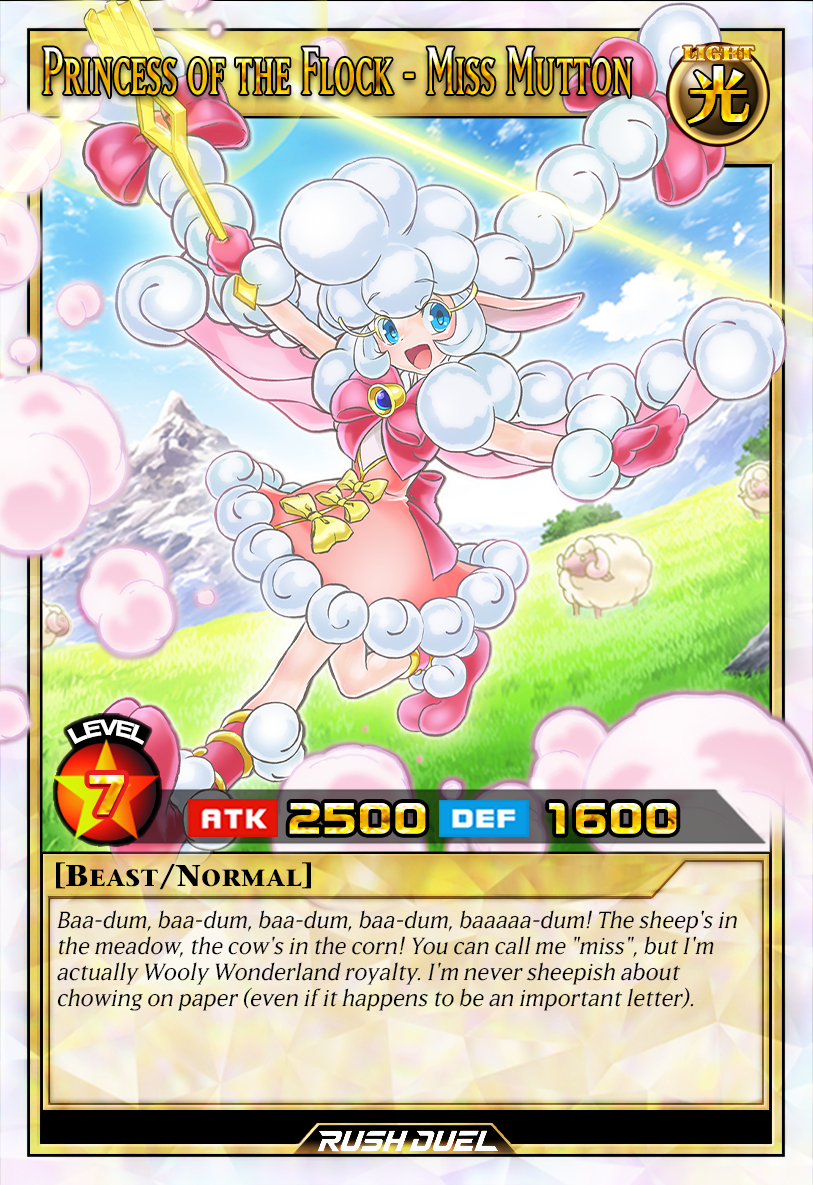 Princess of the Flock - Miss Mutton
LIGHT
光
LEVEL
7
ATK 2500 DEF 1600
[Beast/Normal]
Baa-dum, baa-dum, baa-dum, baa-dum, baaaaa-dum! The sheep's in
the meadow, the cow's in the corn! You can call me "miss", but I'm
actually Wooly Wonderland royalty. I'm never sheepish about
chowing on paper (even if it happens to be an important letter).
RUSH DUEL